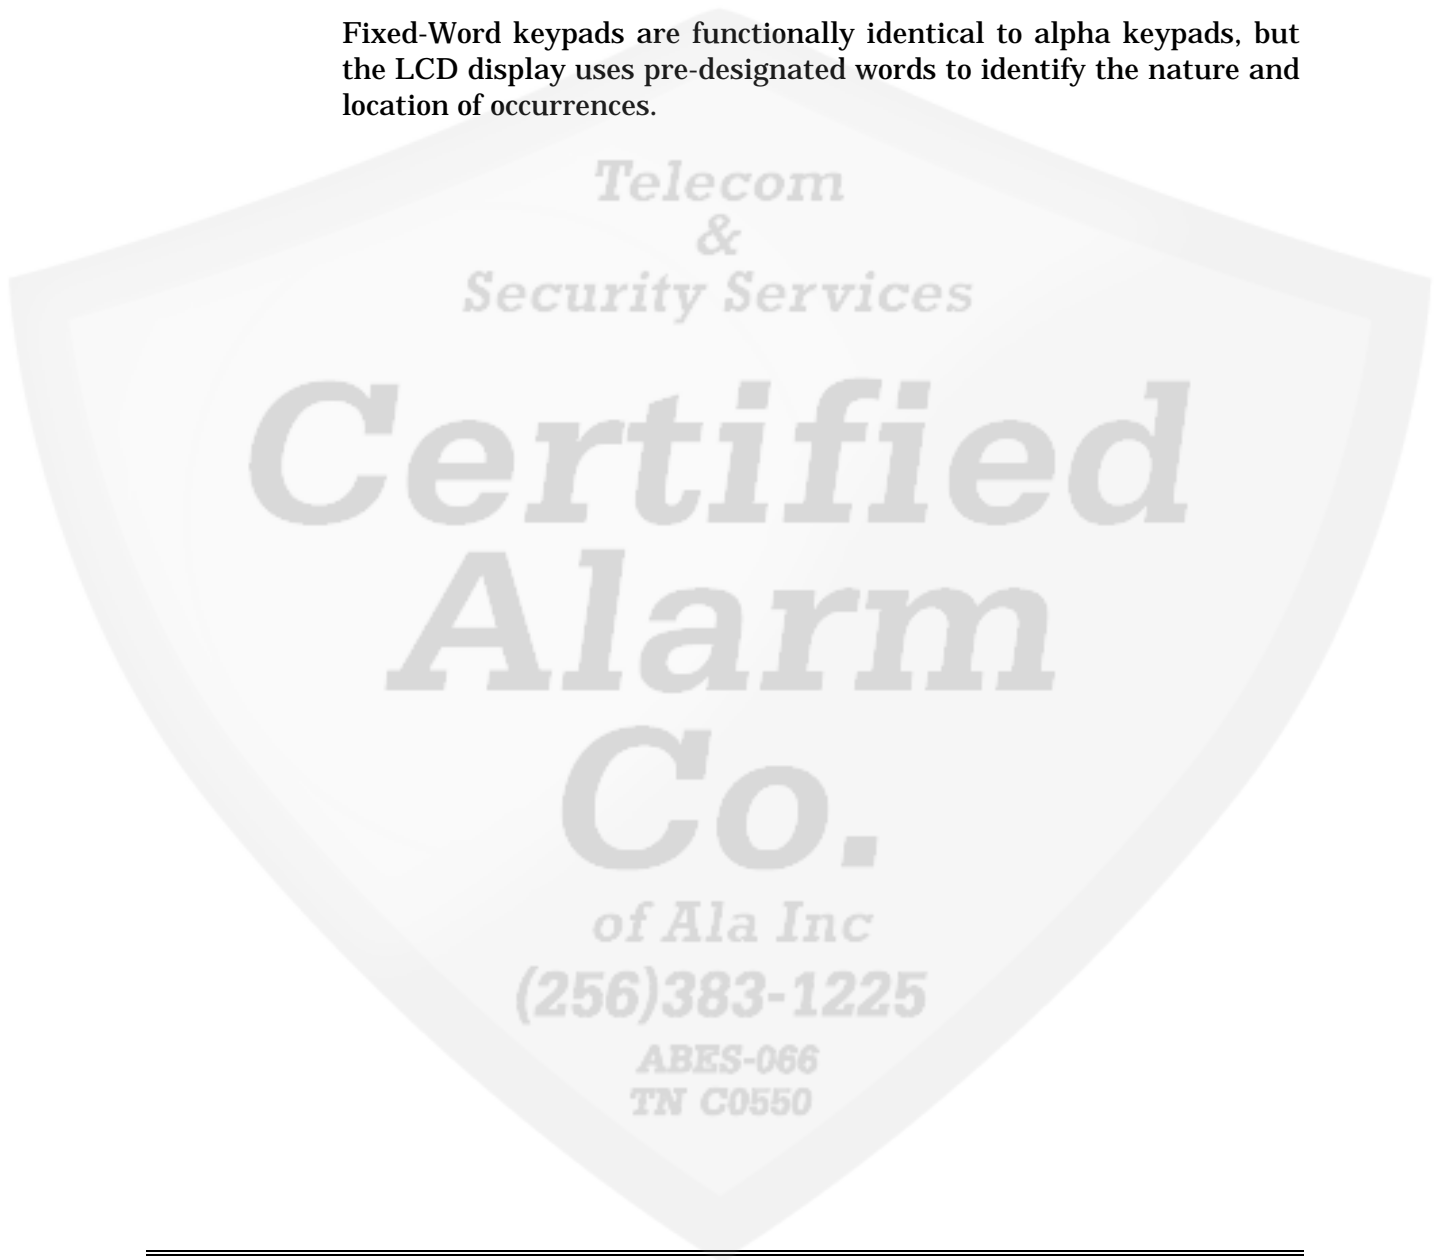 Fixed-Word keypads are functionally identical to alpha keypads, but
the LCD display uses pre-designated words to identify the nature and
location of occurrences.
Telecom
&
Security Services
Certified
Alarm
Co.
of Ala Inc
(256)383-1225
ABES-066
TN C0550